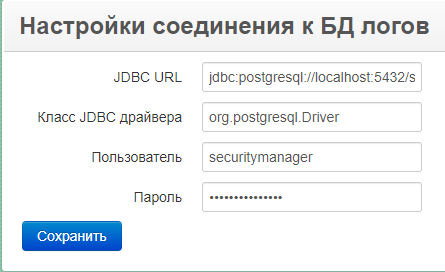 Настройки соединения к БД логов
JDBC URL jdbc:postgresql://localhost:5432/s
Класс JDBC драйвера org.postgresql.Driver
Пользователь securitymanager
Пароль •••••••••••••••
Сохранить